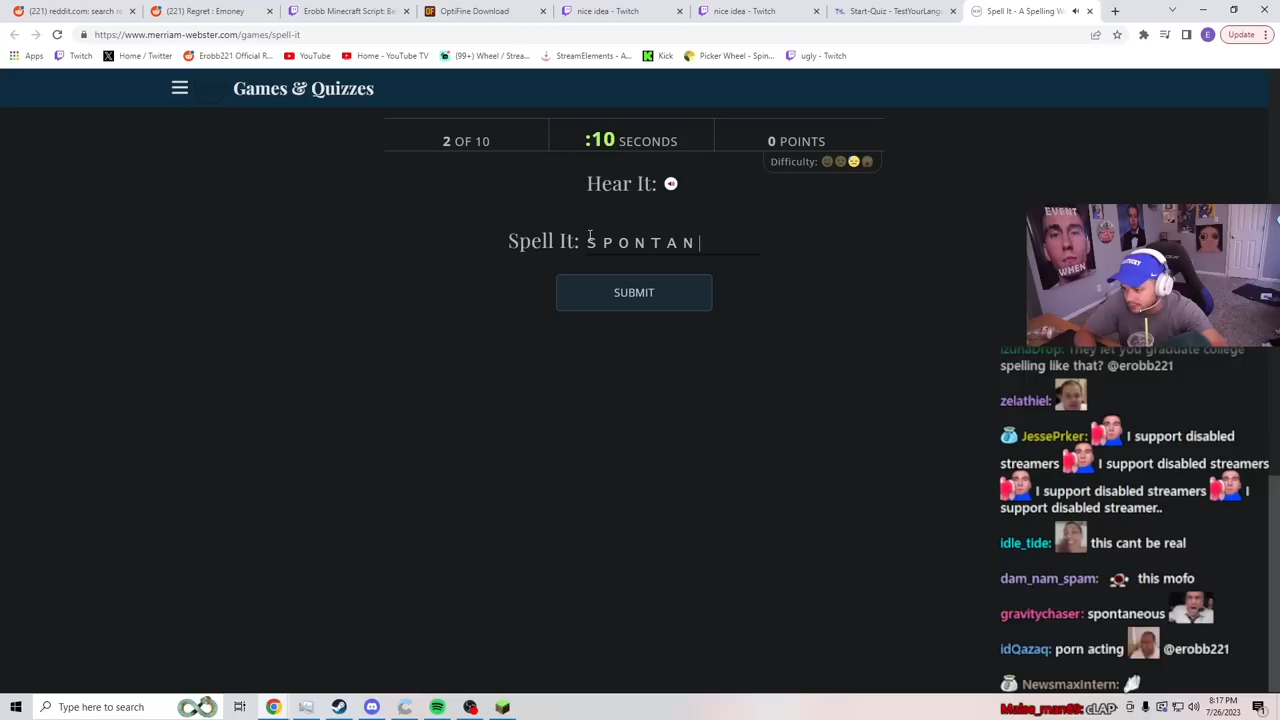 (221) reddit.com: search re
(221) Regret : Emoney
Erobb Minecraft Script: Be
OptiFine Download
nice idea - Twitch
nice idea - Twitch
Start-Quiz - TestYourLang
Spell It - A Spelling W
https://www.merriam-webster.com/games/spell-it
Update
Apps
Twitch
Home / Twitter
Erobb221 Official R...
YouTube
Home - YouTube TV
(99+) Wheel / Strea...
StreamElements - A...
Kick
Picker Wheel - Spin...
ugly - Twitch
Games & Quizzes
2 OF 10
:10 SECONDS
0 POINTS
Difficulty:
Hear It:
Spell It: SPONTAN
SUBMIT
EVENT
WHEN
IzunaDrop: They let you graduate college
spelling like that? @erobb221
zelathiel:
JessePrker: I support disabled
streamers I support disabled streamers
I support disabled streamers I
support disabled streamer..
idle_tide: this cant be real
dam_nam_spam: this mofo
gravitychaser: spontaneous
idQazaq: porn acting @erobb221
NewsmaxIntern:
Maise_man69: cLAP
Type here to search
8:17 PM
7/26/2023